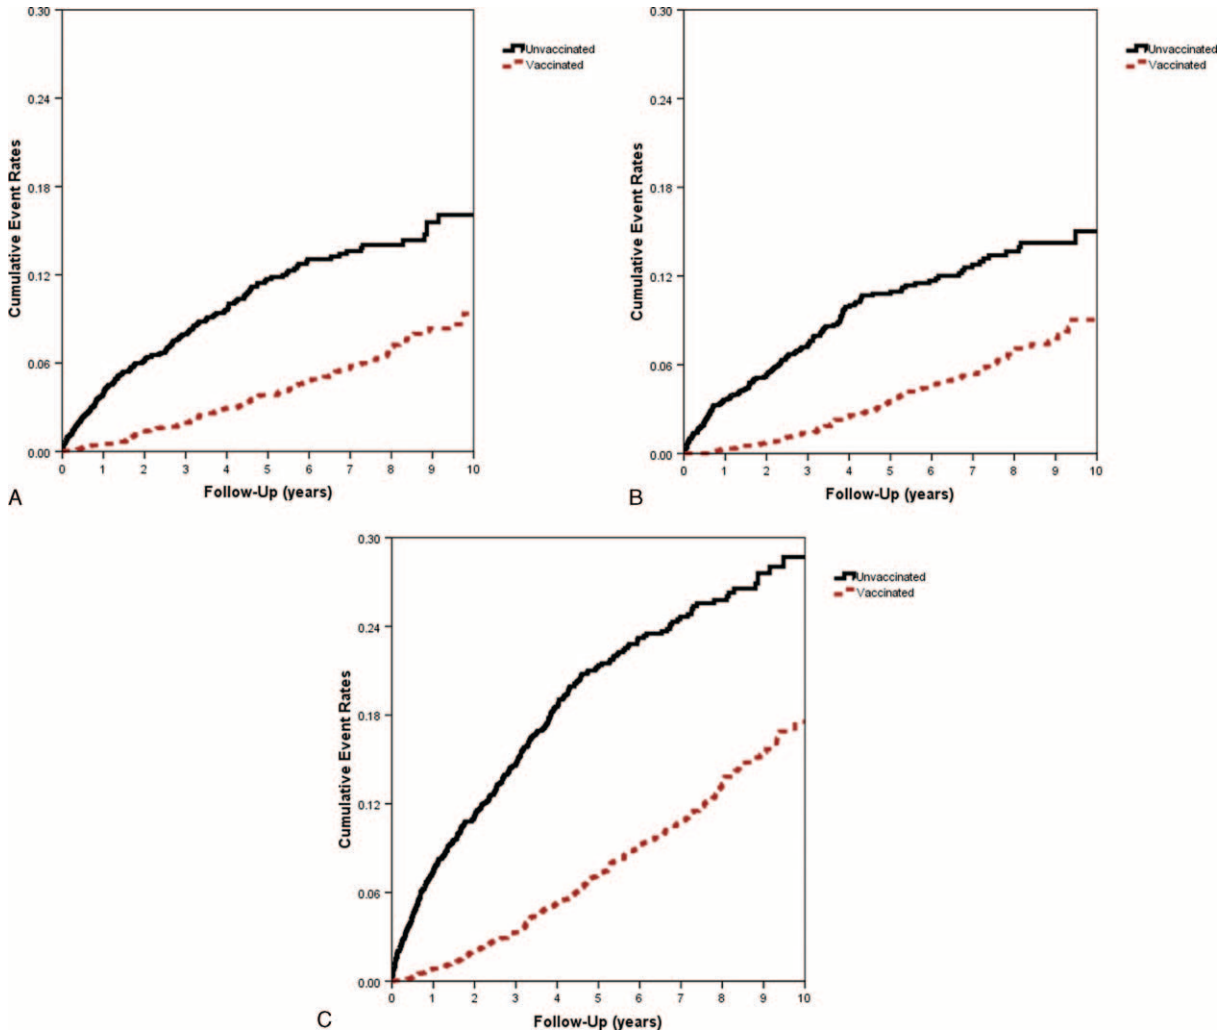 0.30
0.24
0.18
0.12
0.06
0.00
Cumulative Event Rates
0 1 2 3 4 5 6 7 8 9 10
Follow-Up (years)
Unvaccinated
Vaccinated
A
0.30
0.24
0.18
0.12
0.06
0.00
Cumulative Event Rates
0 1 2 3 4 5 6 7 8 9 10
Follow-Up (years)
Unvaccinated
Vaccinated
B
0.30
0.24
0.18
0.12
0.06
0.00
Cumulative Event Rates
0 1 2 3 4 5 6 7 8 9 10
Follow-Up (years)
Unvaccinated
Vaccinated
C